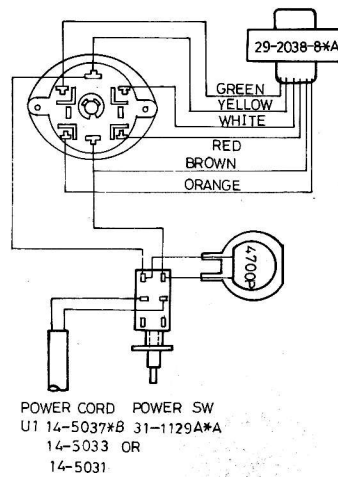 29-2038-8*A
GREEN
YELLOW
WHITE
RED
BROWN
ORANGE
4700P
POWER CORD POWER SW
U1 14-5037*B 31-1129A*A
14-5033 OR
14-5031